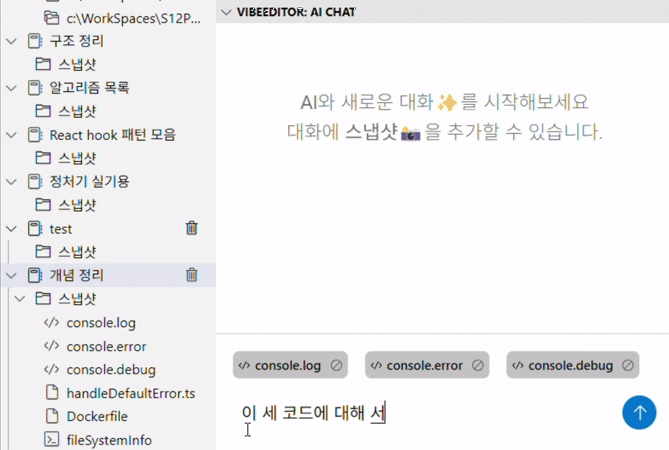 c:\WorkSpaces\S12P...
구조 정리
스냅샷
알고리즘 목록
스냅샷
React hook 패턴 모음
스냅샷
정처기 실기용
스냅샷
test
스냅샷
개념 정리
스냅샷
console.log
console.error
console.debug
handleDefaultError.ts
Dockerfile
fileSystemInfo
VIBEEDITOR: AI CHAT
AI와 새로운 대화✨를 시작해보세요
대화에 스냅샷📸을 추가할 수 있습니다.
console.log console.error console.debug
이 세 코드에 대해 서